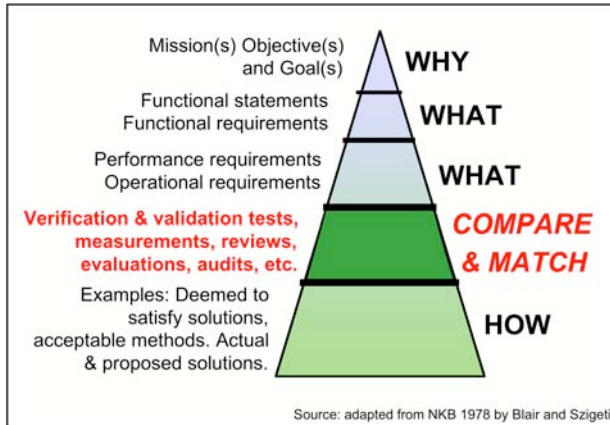 Mission(s) Objective(s)
and Goal(s)
WHY
Functional statements
Functional requirements
WHAT
Performance requirements
Operational requirements
WHAT
Verification & validation tests,
measurements, reviews,
evaluations, audits, etc.
COMPARE
& MATCH
Examples: Deemed to
satisfy solutions,
acceptable methods. Actual
& proposed solutions.
HOW
Source: adapted from NKB 1978 by Blair and Szigeti